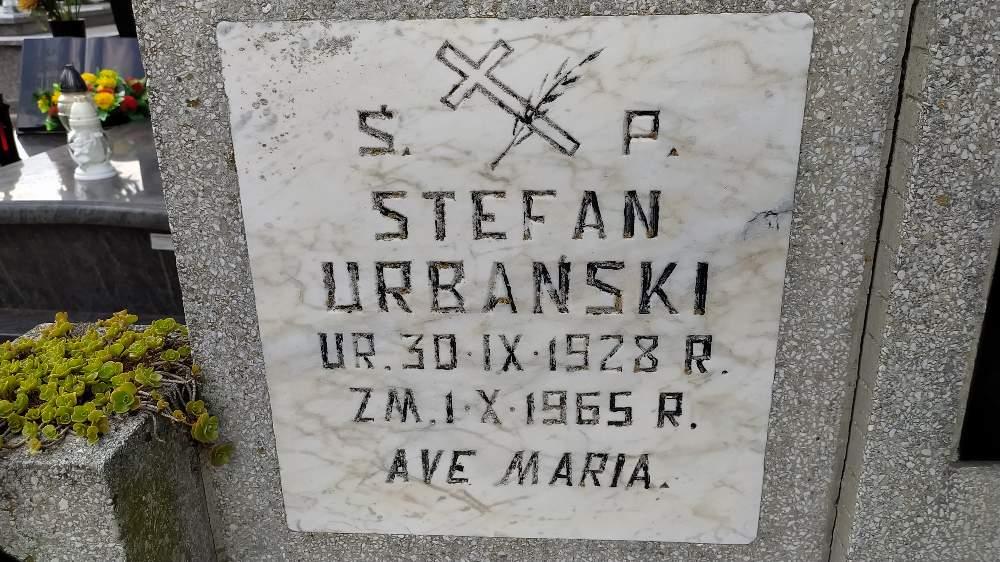 Ś. P.
STEFAN
URBAŃSKI
UR. 30·IX·1928 R.
ZM. 1·X·1965 R.
AVE MARIA.